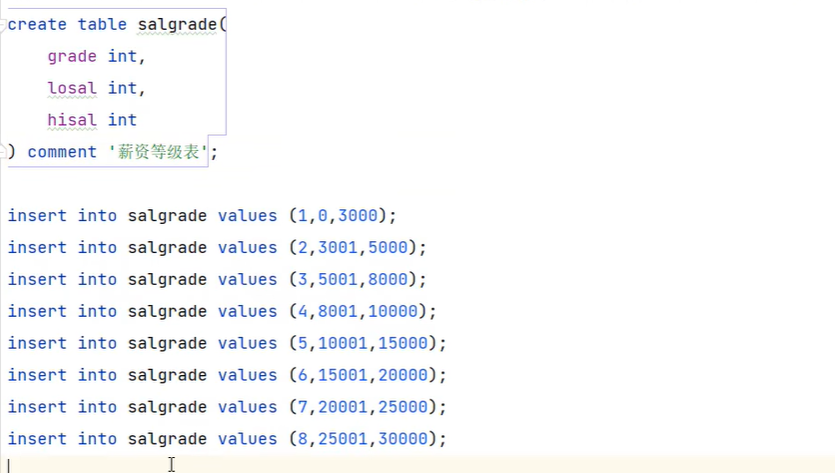 create table salgrade(
    grade int,
    losal int,
    hisal int
) comment '薪资等级表';
insert into salgrade values (1,0,3000);
insert into salgrade values (2,3001,5000);
insert into salgrade values (3,5001,8000);
insert into salgrade values (4,8001,10000);
insert into salgrade values (5,10001,15000);
insert into salgrade values (6,15001,20000);
insert into salgrade values (7,20001,25000);
insert into salgrade values (8,25001,30000);